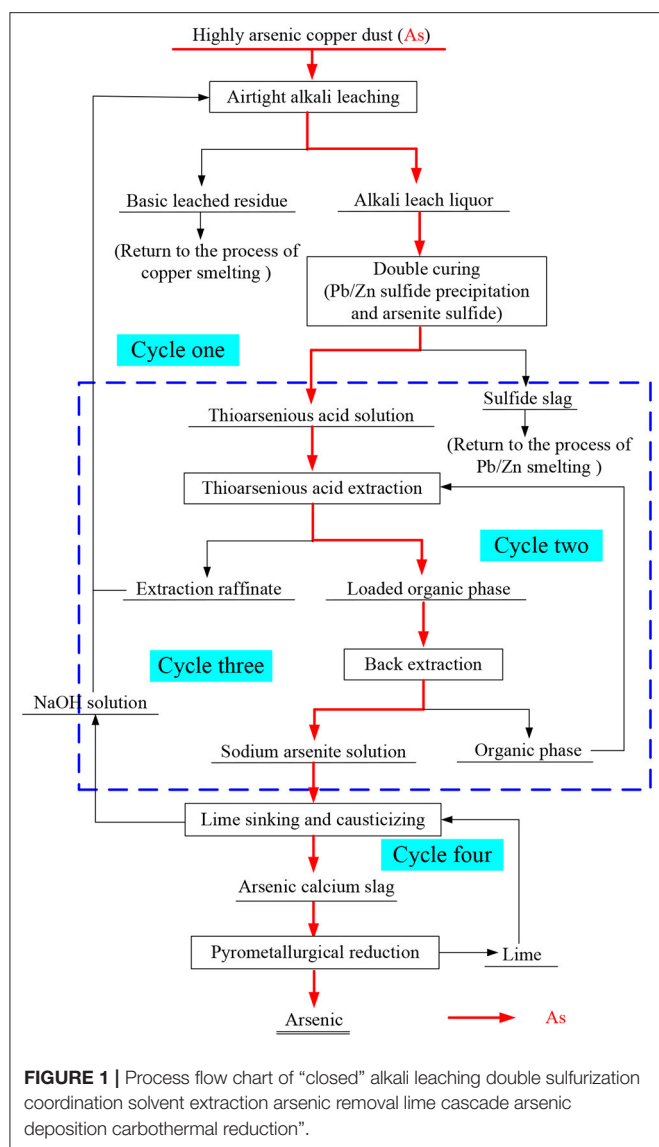 Highly arsenic copper dust (As)
Airtight alkali leaching
Basic leached residue
Alkali leach liquor
(Return to the process of
copper smelting )
Double curing
(Pb/Zn sulfide precipitation
and arsenite sulfide)
Cycle one
Sulfide slag
Thioarsenious acid solution
(Return to the process of
Pb/Zn smelting )
Thioarsenious acid extraction
Cycle two
Extraction raffinate
Loaded organic phase
Cycle three
Back extraction
NaOH solution
Sodium arsenite solution
Organic phase
Lime sinking and causticizing
Cycle four
Arsenic calcium slag
Pyrometallurgical reduction
Lime
Arsenic
As
FIGURE 1 | Process flow chart of “closed” alkali leaching double sulfurization
coordination solvent extraction arsenic removal lime cascade arsenic
deposition carbothermal reduction”.